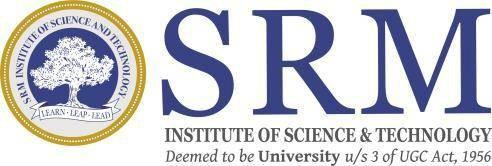 SRM INSTITUTE OF SCIENCE AND TECHNOLOGY
LEARN · LEAP · LEAD
SRM
INSTITUTE OF SCIENCE & TECHNOLOGY
Deemed to be University u/s 3 of UGC Act, 1956